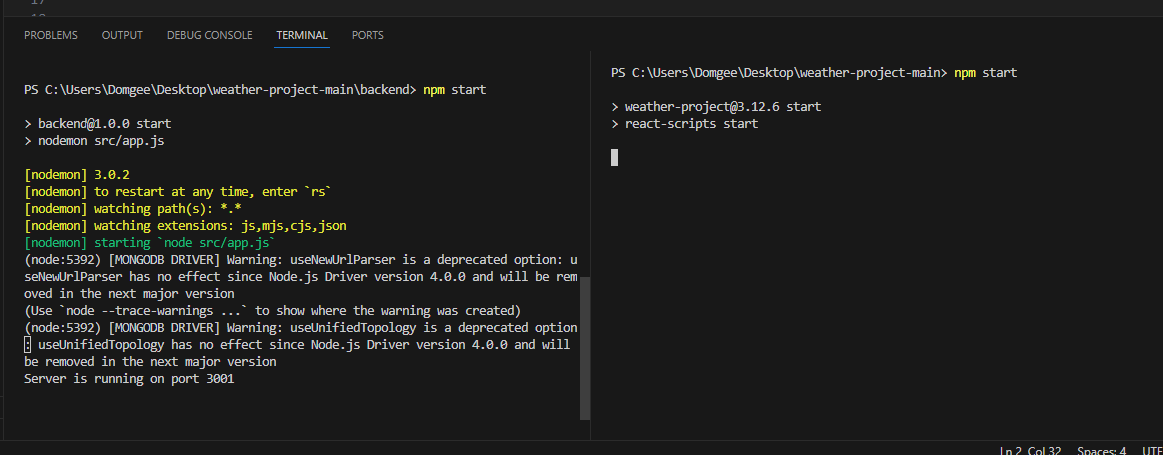 17
PROBLEMS OUTPUT DEBUG CONSOLE TERMINAL PORTS
PS C:\Users\Domgee\Desktop\weather-project-main\backend> npm start
> backend@1.0.0 start
> nodemon src/app.js
[nodemon] 3.0.2
[nodemon] to restart at any time, enter `rs`
[nodemon] watching path(s): *.*
[nodemon] watching extensions: js,mjs,cjs,json
[nodemon] starting `node src/app.js`
(node:5392) [MONGODB DRIVER] Warning: useNewUrlParser is a deprecated option: u
seNewUrlParser has no effect since Node.js Driver version 4.0.0 and will be rem
oved in the next major version
(Use `node --trace-warnings ...` to show where the warning was created)
(node:5392) [MONGODB DRIVER] Warning: useUnifiedTopology is a deprecated option
: useUnifiedTopology has no effect since Node.js Driver version 4.0.0 and will
be removed in the next major version
Server is running on port 3001
PS C:\Users\Domgee\Desktop\weather-project-main> npm start
> weather-project@3.12.6 start
> react-scripts start
Ln 2, Col 32 Spaces: 4 UTF